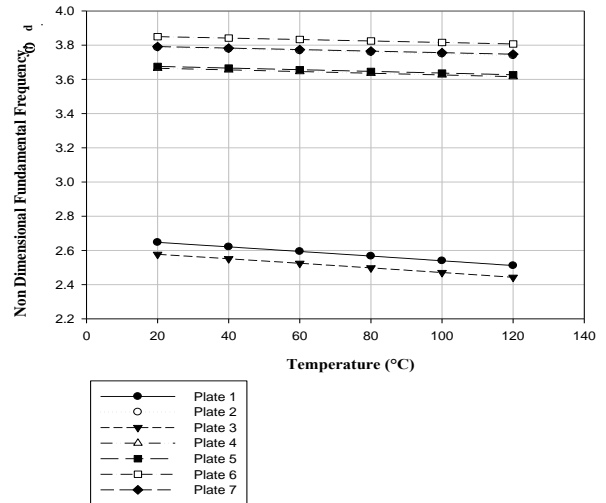 Non Dimensional Fundamental Frequency, ω d
4.0
3.8
3.6
3.4
3.2
3.0
2.8
2.6
2.4
2.2
0 20 40 60 80 100 120 140
Temperature (°C)
Plate 1
Plate 2
Plate 3
Plate 4
Plate 5
Plate 6
Plate 7